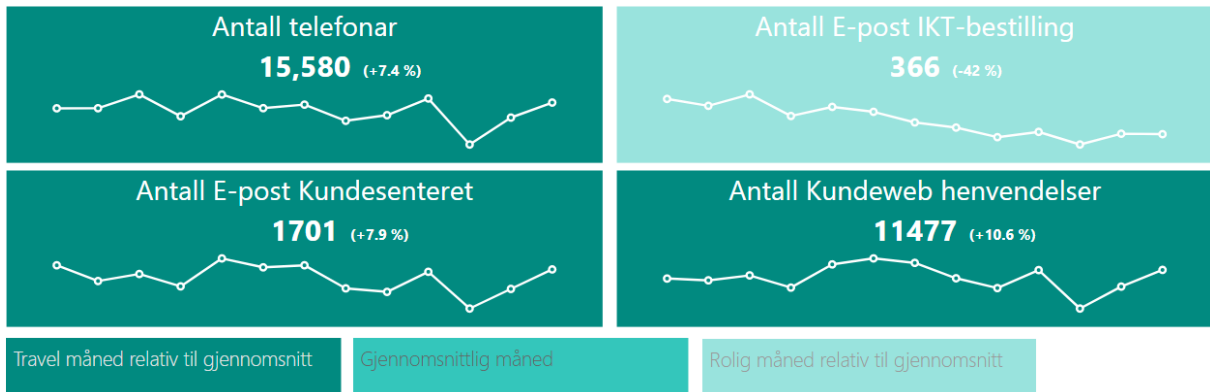 Antall telefonar
15,580 (+7.4 %)
Antall E-post IKT-bestilling
366 (-42 %)
Antall E-post Kundesenteret
1701 (+7.9 %)
Antall Kundeweb henvendelser
11477 (+10.6 %)
Travel måned relativ til gjennomsnitt
Gjennomsnittlig måned
Rolig måned relativ til gjennomsnitt